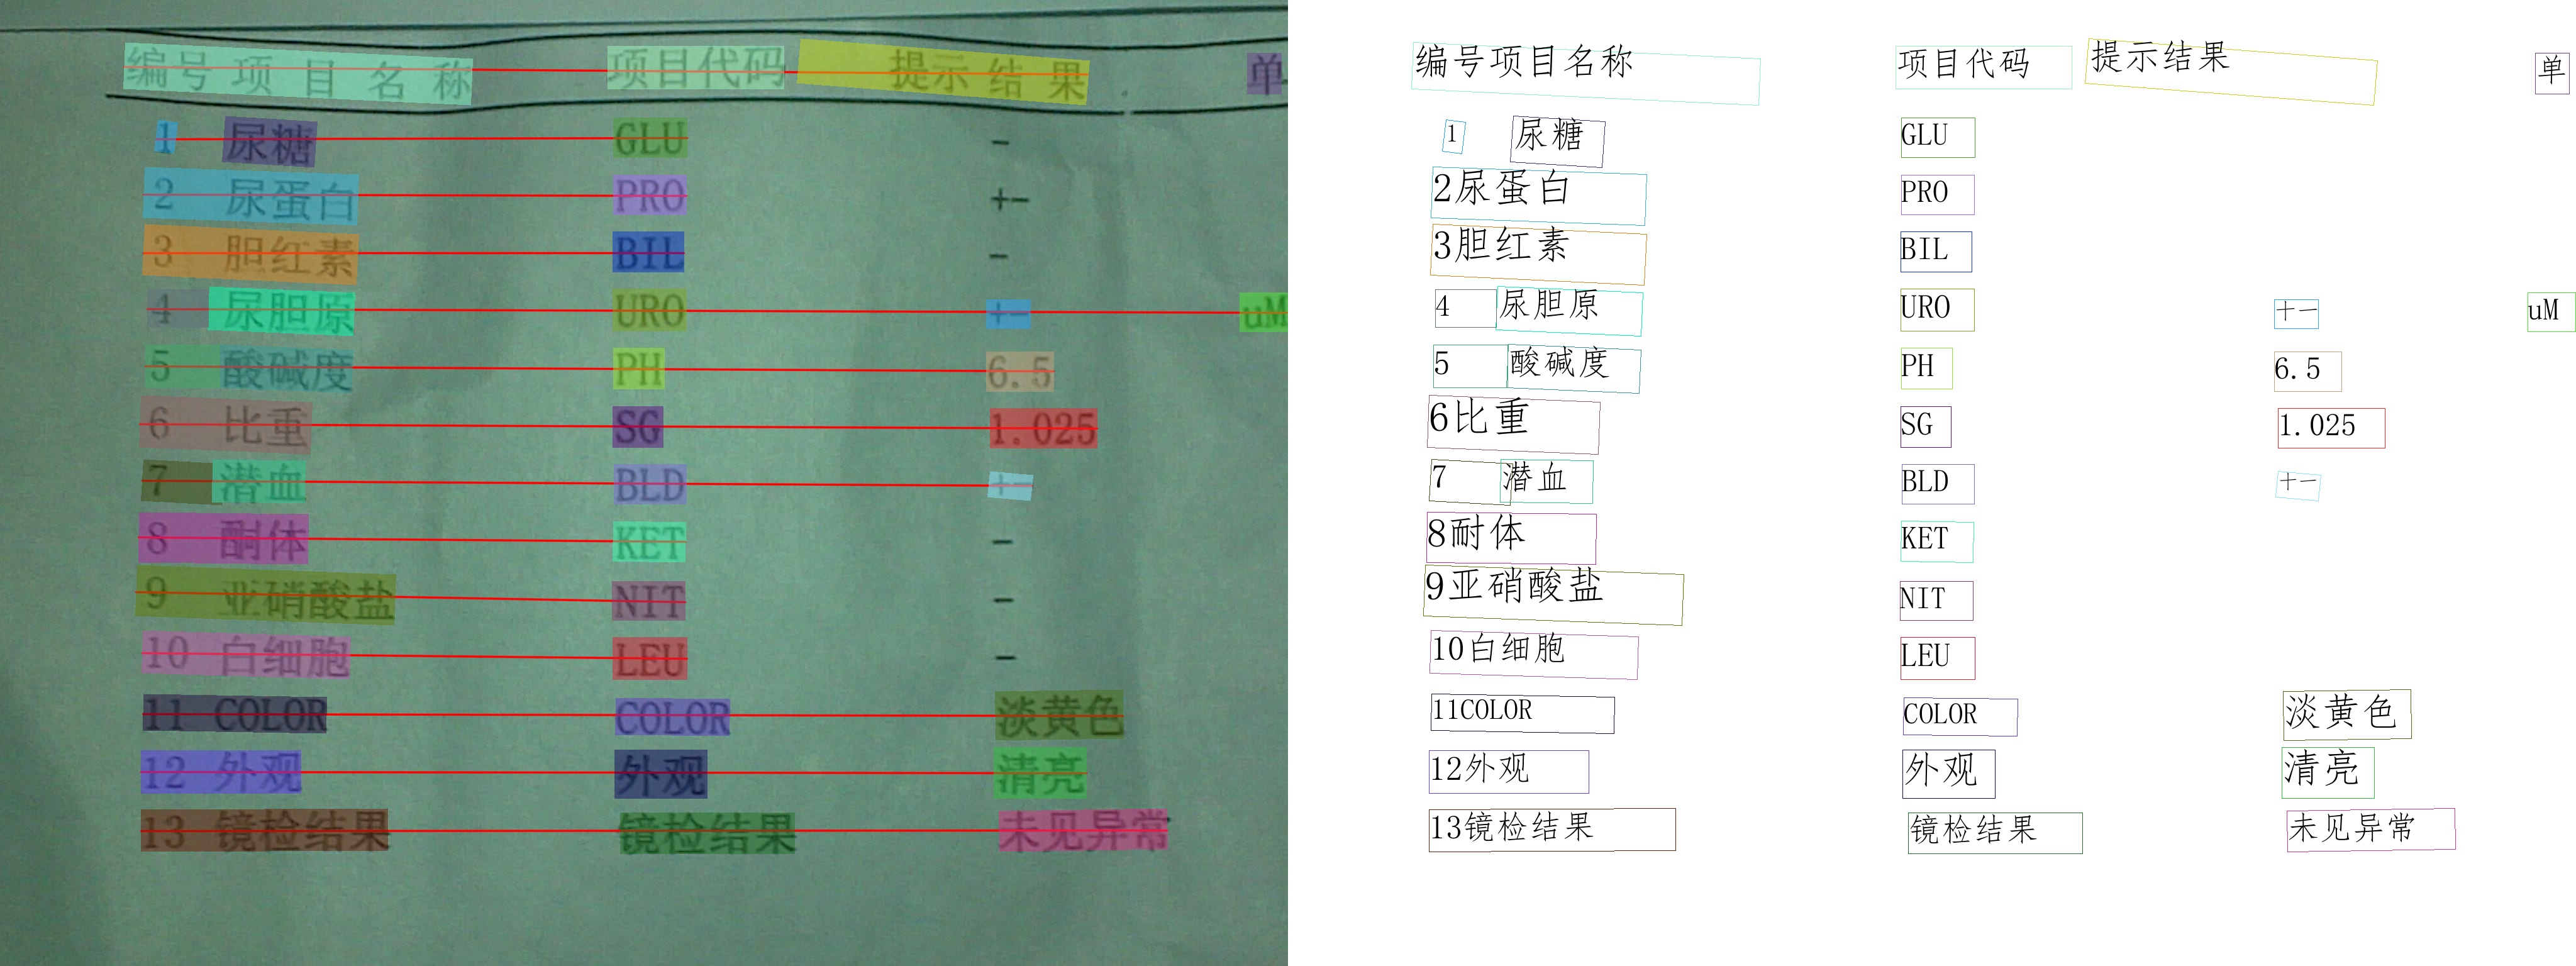 编号 项目名称 项目代码 提示结果 单
1 尿糖 GLU -
2 尿蛋白 PRO +-
3 胆红素 BIL -
4 尿胆原 URO +- uM
5 酸碱度 PH 6.5
6 比重 SG 1.025
7 潜血 BLD +-
8 酮体 KET -
9 亚硝酸盐 NIT -
10 白细胞 LEU -
11 COLOR COLOR 淡黄色
12 外观 外观 清亮
13 镜检结果 镜检结果 未见异常
编号项目名称 项目代码 提示结果 单
1 尿糖 GLU
2尿蛋白 PRO
3胆红素 BIL
4 尿胆原 URO 十一 uM
5 酸碱度 PH 6.5
6比重 SG 1.025
7 潜血 BLD 十一
8耐体 KET
9亚硝酸盐 NIT
10白细胞 LEU
11COLOR COLOR 淡黄色
12外观 外观 清亮
13镜检结果 镜检结果 未见异常